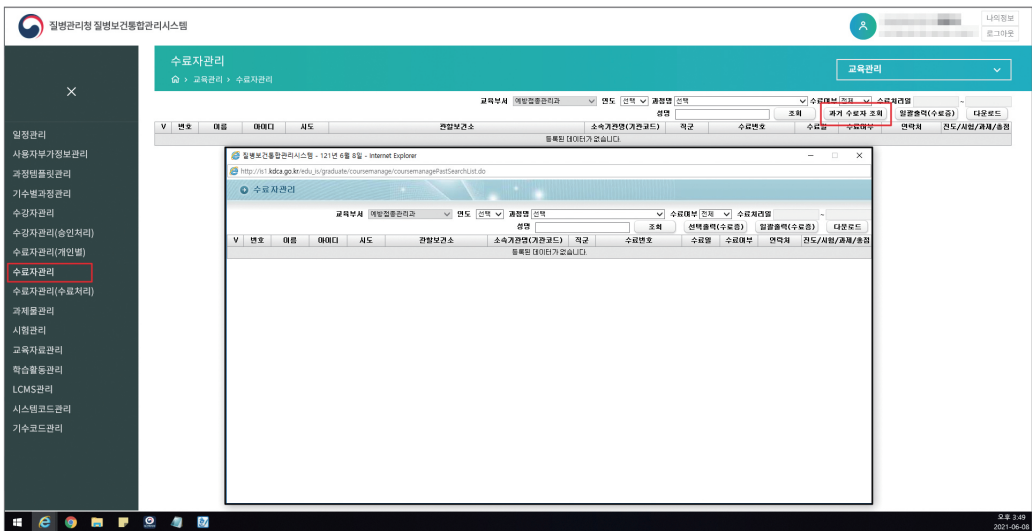 질병관리청 질병보건통합관리시스템
나의정보
로그아웃
수료자관리
교육관리 > 수료자관리
교육관리
일정관리
사용자부가정보관리
과정템플릿관리
기수별과정관리
수강자관리
수강자관리(승인처리)
수료자관리(개인별)
수료자관리
수료자관리(수료처리)
과제물관리
시험관리
교육자료관리
학습활동관리
LCMS관리
시스템코드관리
기수코드관리
교육부서 예방접종관리과 연도 선택 과정명 선택 수료여부 전체 수료처리일 ~
성명 조회 과거 수료자 조회 일괄출력(수료증) 다운로드
V 번호 이름 아이디 시도 관할보건소 소속기관명(기관코드) 직군 수료번호 수료일 수료여부 연락처 진도/시험/과제/총점
등록된 데이터가 없습니다.
질병보건통합관리시스템 - 121년 6월 8일 - Internet Explorer
http://is1.kdca.go.kr/edu_is/graduate/coursemanage/coursemanagePastSearchList.do
수료자관리
교육부서 예방접종관리과 연도 선택 과정명 선택 수료여부 전체 수료처리일 ~
성명 조회 선택출력(수료증) 일괄출력(수료증) 다운로드
V 번호 이름 아이디 시도 관할보건소 소속기관명(기관코드) 직군 수료번호 수료일 수료여부 연락처 진도/시험/과제/총점
등록된 데이터가 없습니다.
오후 3:49
2021-06-08